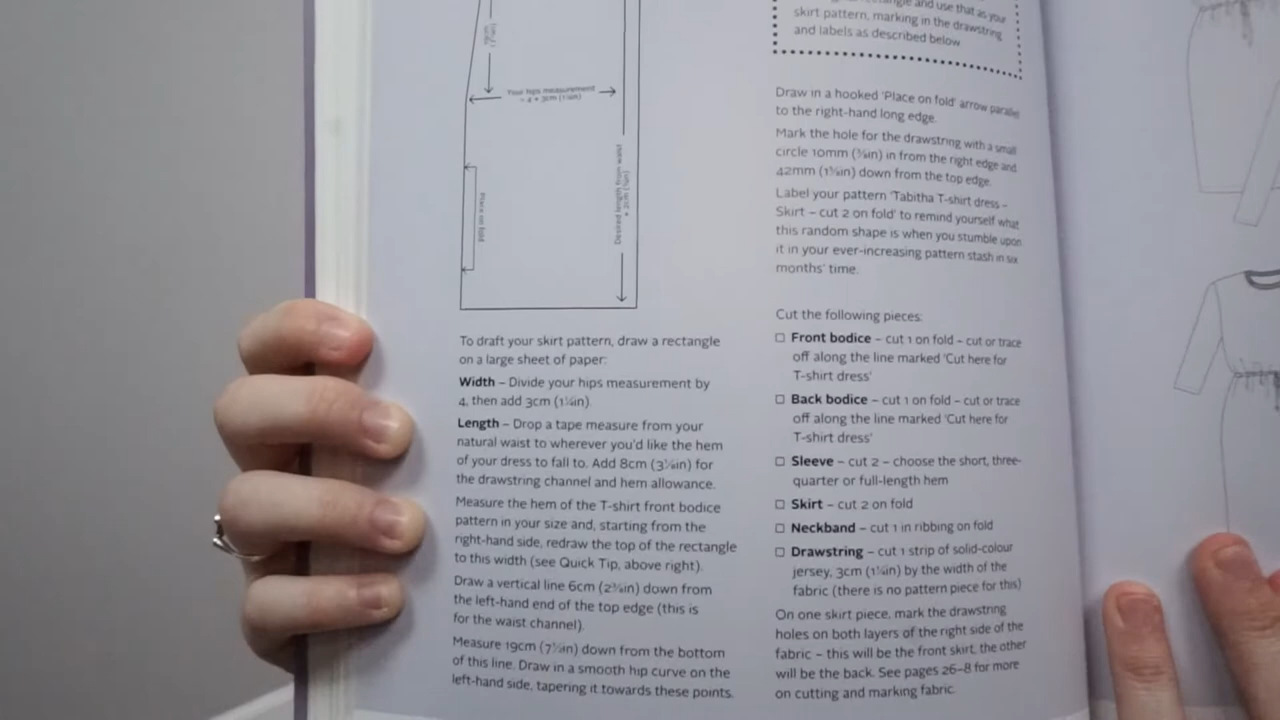 19cm
(7½in)
Your hips measurement
÷ 4 + 3cm (1¼in)
Place on fold
Desired length from waist
To draft your skirt pattern, draw a rectangle
on a large sheet of paper:
Width – Divide your hips measurement by
4, then add 3cm (1¼in).
Length – Drop a tape measure from your
natural waist to wherever you'd like the hem
of your dress to fall to. Add 8cm (3⅛in) for
the drawstring channel and hem allowance.
Measure the hem of the T-shirt front bodice
pattern in your size and, starting from the
right-hand side, redraw the top of the rectangle
to this width (see Quick Tip, above right).
Draw a vertical line 6cm (2⅜in) down from
the left-hand end of the top edge (this is
for the waist channel).
Measure 19cm (7½in) down from the bottom
of this line. Draw in a smooth hip curve on the
left-hand side, tapering it towards these points.
and use that as your
skirt pattern, marking in the drawstring
and labels as described below.
Draw in a hooked 'Place on fold' arrow parallel
to the right-hand long edge.
Mark the hole for the drawstring with a small
circle 10mm (⅜in) in from the right edge and
42mm (1⅝in) down from the top edge.
Label your pattern 'Tabitha T-shirt dress –
Skirt – cut 2 on fold' to remind yourself what
this random shape is when you stumble upon
it in your ever-increasing pattern stash in six
months' time.
Cut the following pieces:
☐ Front bodice – cut 1 on fold – cut or trace
off along the line marked 'Cut here for
T-shirt dress'
☐ Back bodice – cut 1 on fold – cut or trace
off along the line marked 'Cut here for
T-shirt dress'
☐ Sleeve – cut 2 – choose the short, three-
quarter or full-length hem
☐ Skirt – cut 2 on fold
☐ Neckband – cut 1 in ribbing on fold
☐ Drawstring – cut 1 strip of solid-colour
jersey, 3cm (1¼in) by the width of the
fabric (there is no pattern piece for this)
On one skirt piece, mark the drawstring
holes on both layers of the right side of the
fabric – this will be the front skirt, the other
will be the back. See pages 26–8 for more
on cutting and marking fabric.